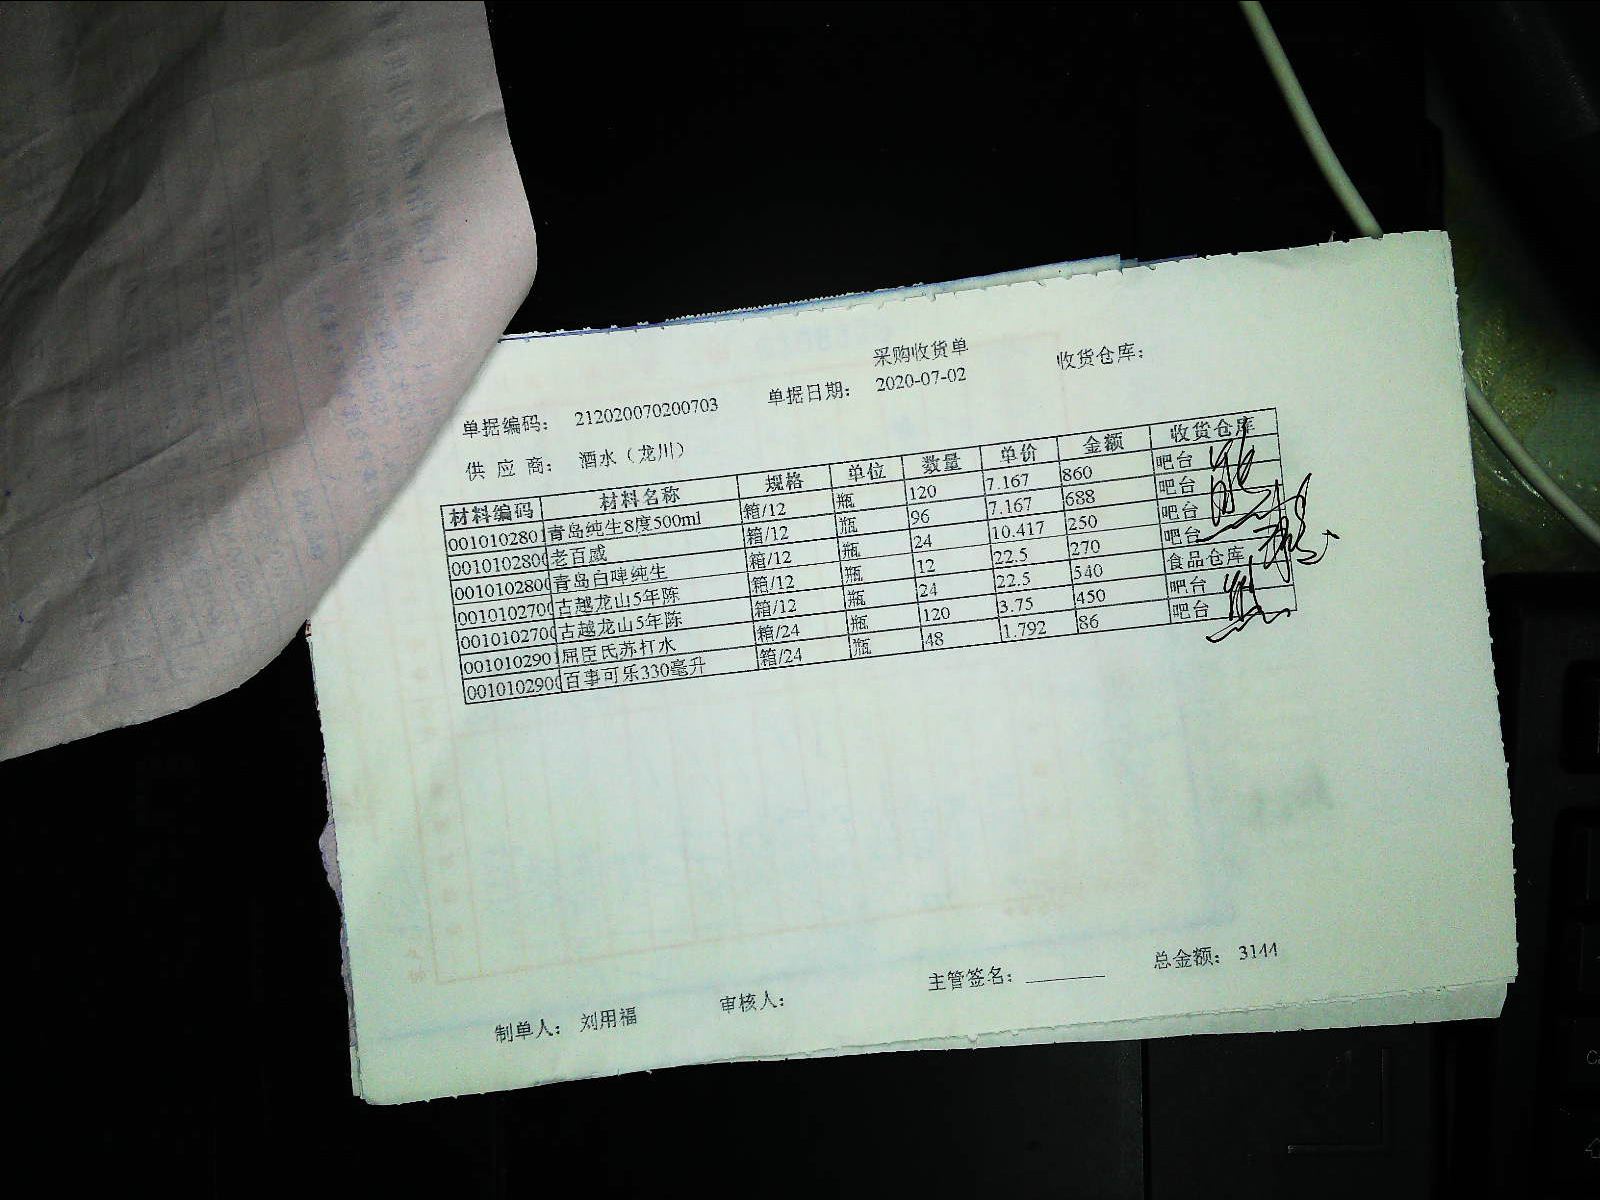 采购收货单
单据编码: 212020070200703 单据日期: 2020-07-02 收货仓库:
供应商: 酒水(龙川)
材料编码 材料名称 规格 单位 数量 单价 金额 收货仓库
0010102801 青岛纯生8度500ml 箱/12 瓶 120 7.167 860 吧台
001010280 老百威 箱/12 瓶 96 7.167 688 吧台
001010280 青岛白啤纯生 箱/12 瓶 24 10.417 250 吧台
001010270 古越龙山5年陈 箱/12 瓶 12 22.5 270 吧台
001010270 古越龙山5年陈 箱/12 瓶 24 22.5 540 食品仓库
001010290 屈臣氏苏打水 箱/24 瓶 120 3.75 450 吧台
001010290 百事可乐330毫升 箱/24 瓶 48 1.792 86 吧台
制单人: 刘用福 审核人: 主管签名: 总金额: 3144